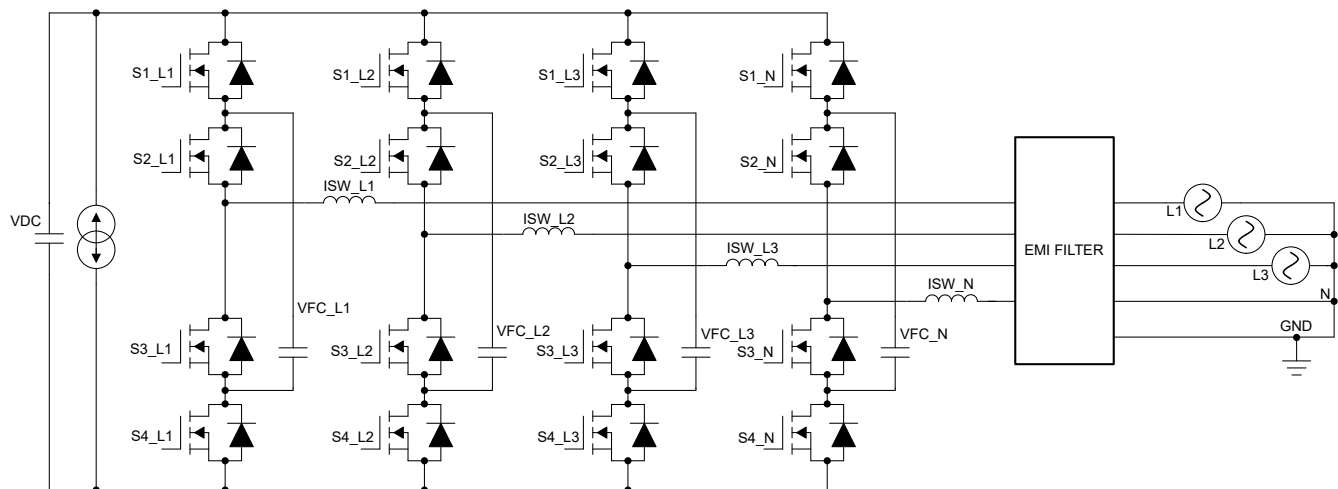 S1_L1
S1_L2
S1_L3
S1_N
S2_L1
S2_L2
S2_L3
S2_N
ISW_L1
VDC
L1
ISW_L2
L2
EMI FILTER
ISW_L3
L3
ISW_N
N
VFC_L1
VFC_L2
VFC_L3
VFC_N
GND
S3_L1
S3_L2
S3_L3
S3_N
S4_L1
S4_L2
S4_L3
S4_N